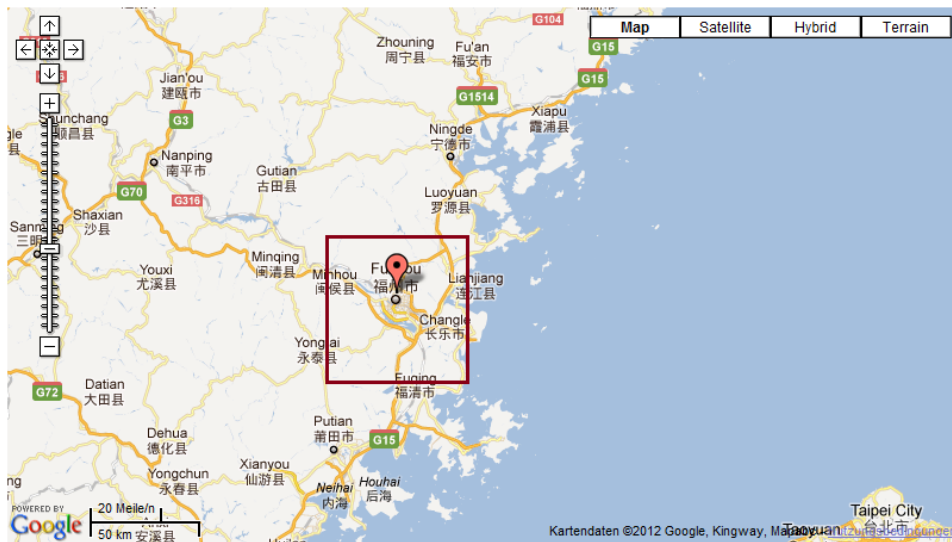 G104
Map
Satellite
Hybrid
Terrain
G15
Zhouning
周宁县
Fu'an
福安市
G15
Jian'ou
建瓯市
G1514
Xiapu
霞浦县
G3
顺昌县
Ningde
宁德市
Nanping
南平市
Gutian
古田县
G70
G316
Luoyuan
罗源县
Shaxian
沙县
三明
Minqing
闽清县
Minhou
闽侯县
福州市
Lianjiang
连江县
Youxi
尤溪县
Changle
长乐市
Yongtai
永泰县
Fuqing
福清市
G72
Datian
大田县
Putian
莆田市
G15
Dehua
德化县
Xianyou
仙游县
Yongchun
永春县
Neihai
内海
Houhai
后海
POWERED BY
Google
20 Meile/n
50 km
安溪县
Taipei City
台北市
Kartendaten ©2012 Google, Kingway,